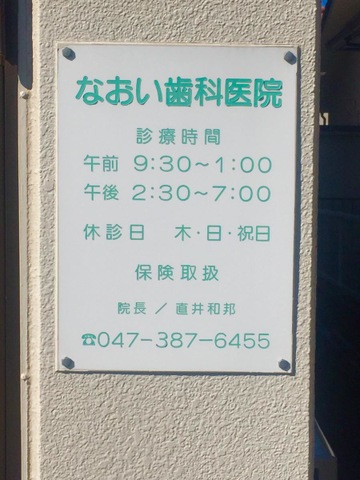 なおい歯科医院
診療時間
午前 9:30～1:00
午後 2:30～7:00
休診日 木・日・祝日
保険取扱
院長／直井和邦
☎047-387-6455